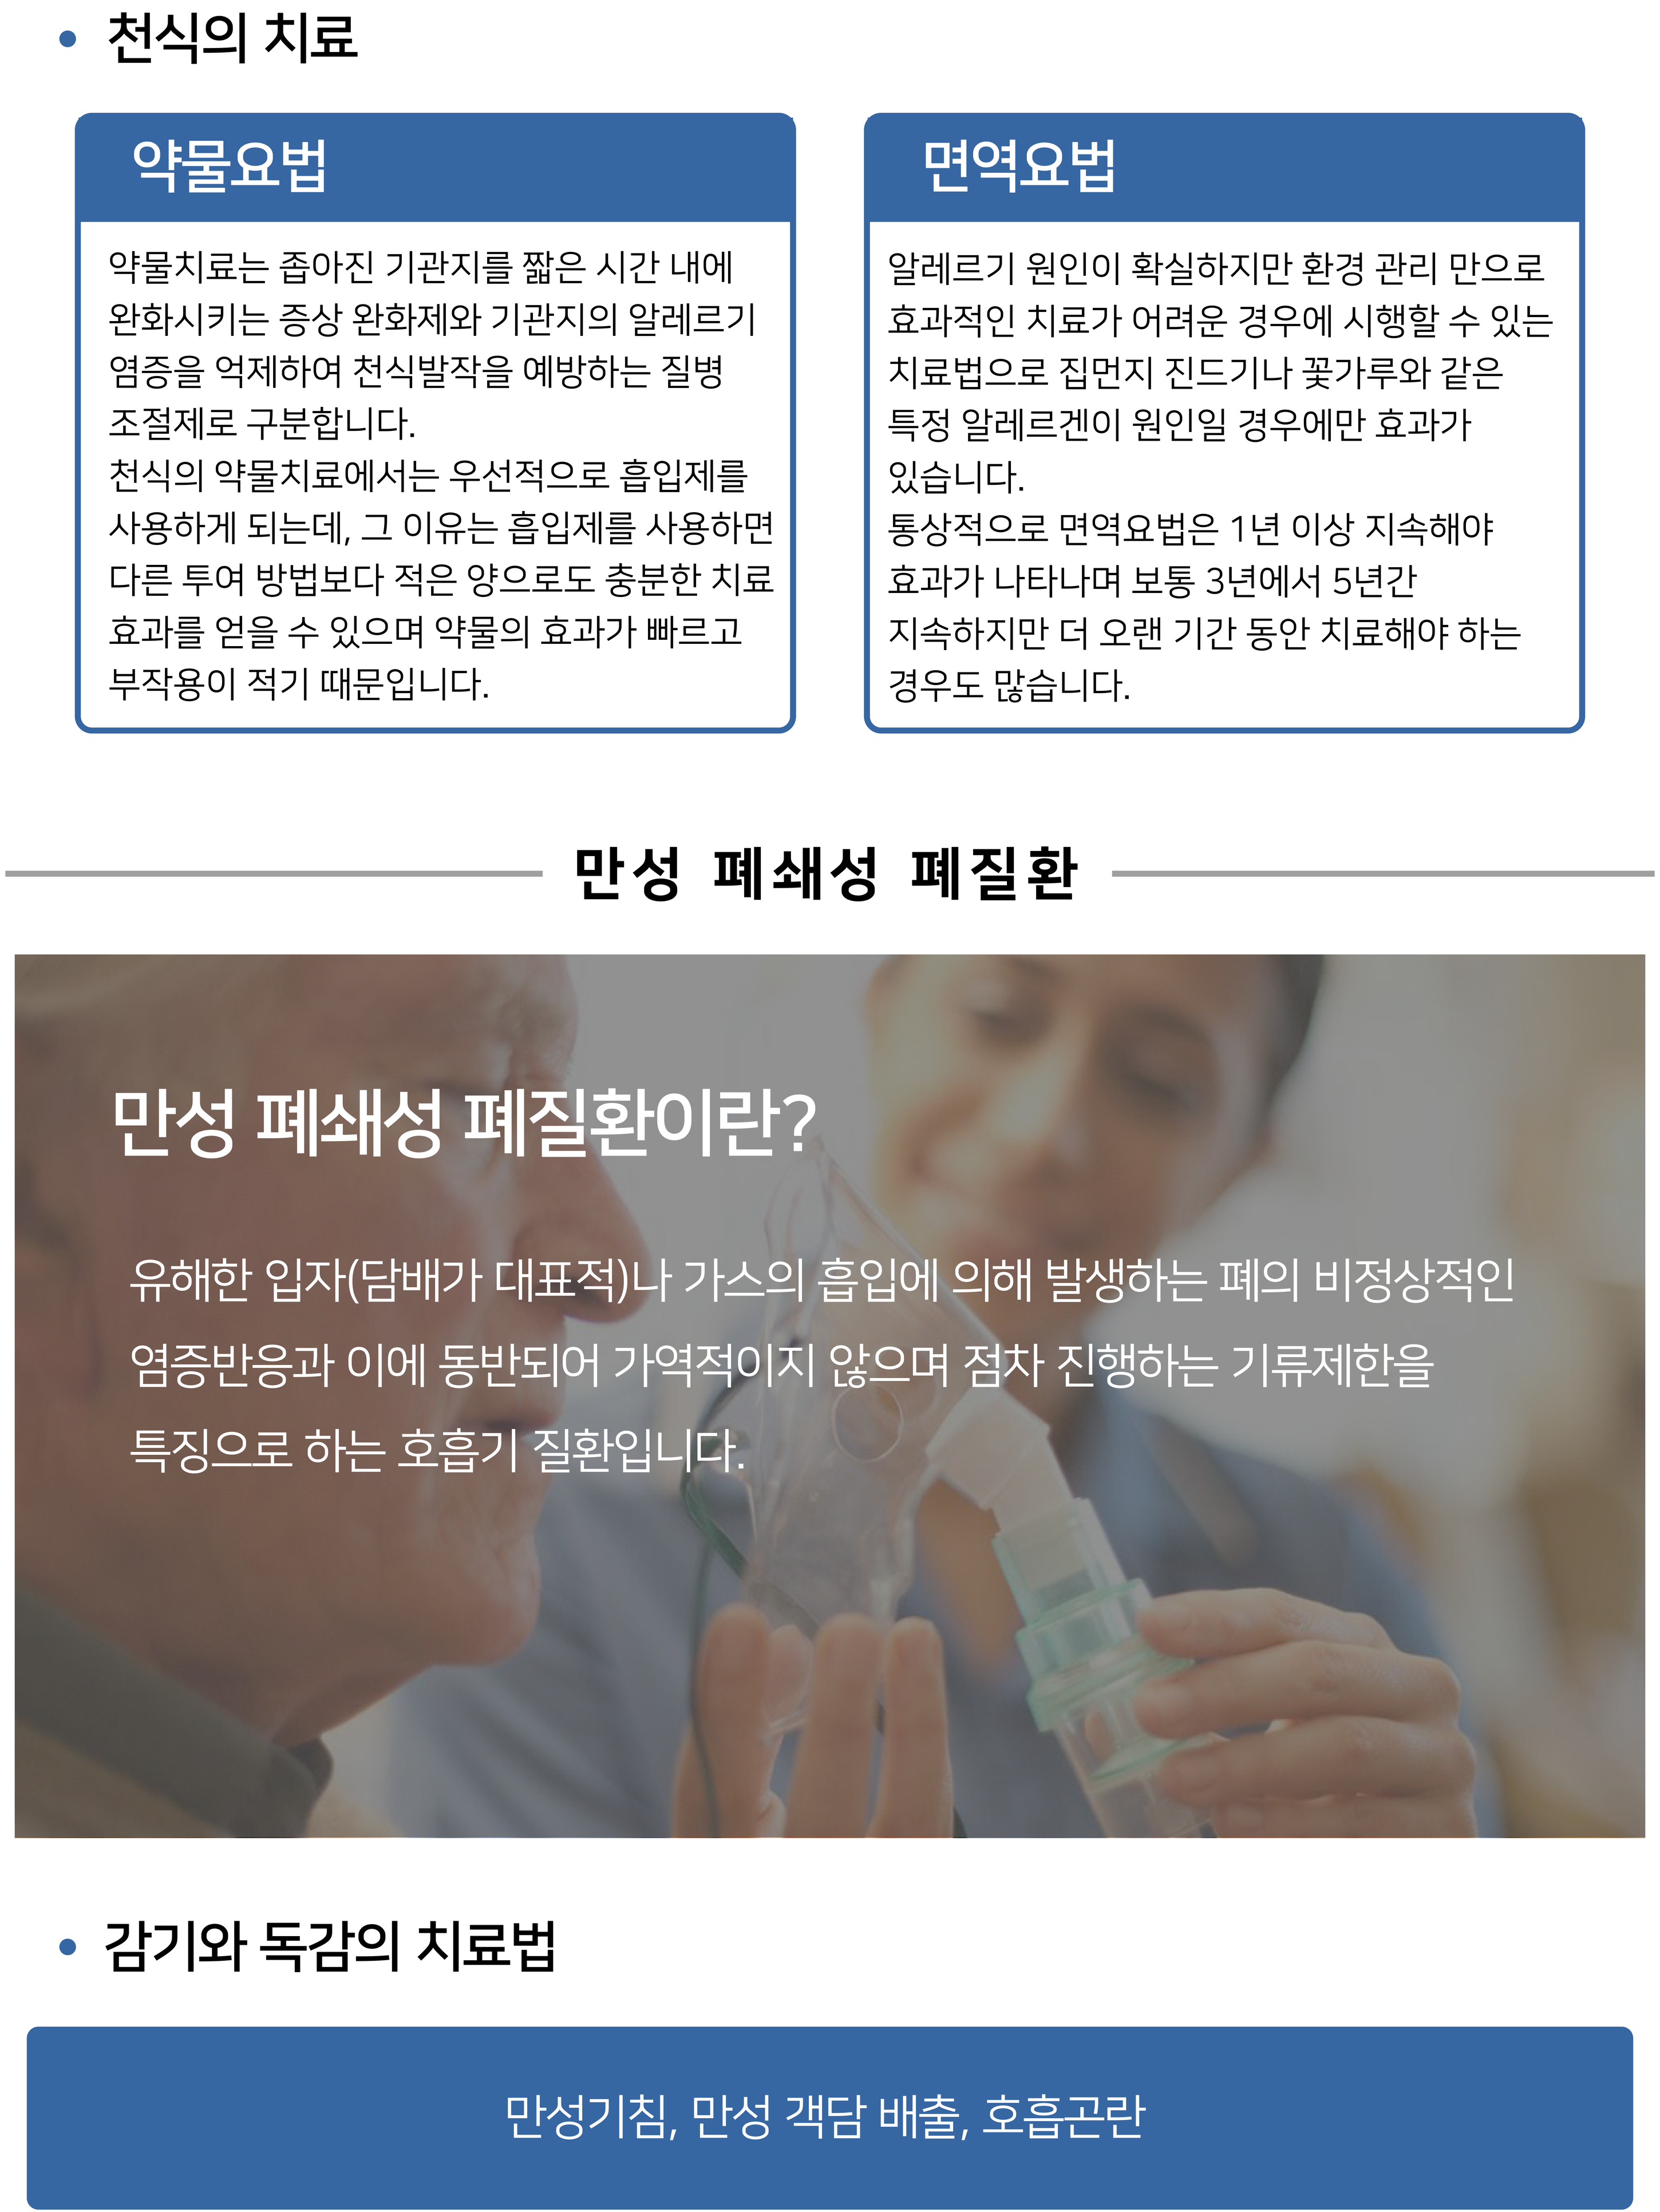 천식의 치료
약물요법
약물치료는 좁아진 기관지를 짧은 시간 내에
완화시키는 증상 완화제와 기관지의 알레르기
염증을 억제하여 천식발작을 예방하는 질병
조절제로 구분합니다.
천식의 약물치료에서는 우선적으로 흡입제를
사용하게 되는데, 그 이유는 흡입제를 사용하면
다른 투여 방법보다 적은 양으로도 충분한 치료
효과를 얻을 수 있으며 약물의 효과가 빠르고
부작용이 적기 때문입니다.
면역요법
알레르기 원인이 확실하지만 환경 관리 만으로
효과적인 치료가 어려운 경우에 시행할 수 있는
치료법으로 집먼지 진드기나 꽃가루와 같은
특정 알레르겐이 원인일 경우에만 효과가
있습니다.
통상적으로 면역요법은 1년 이상 지속해야
효과가 나타나며 보통 3년에서 5년간
지속하지만 더 오랜 기간 동안 치료해야 하는
경우도 많습니다.
만성 폐쇄성 폐질환
만성 폐쇄성 폐질환이란?
유해한 입자(담배가 대표적)나 가스의 흡입에 의해 발생하는 폐의 비정상적인
염증반응과 이에 동반되어 가역적이지 않으며 점차 진행하는 기류제한을
특징으로 하는 호흡기 질환입니다.
감기와 독감의 치료법
만성기침, 만성 객담 배출, 호흡곤란